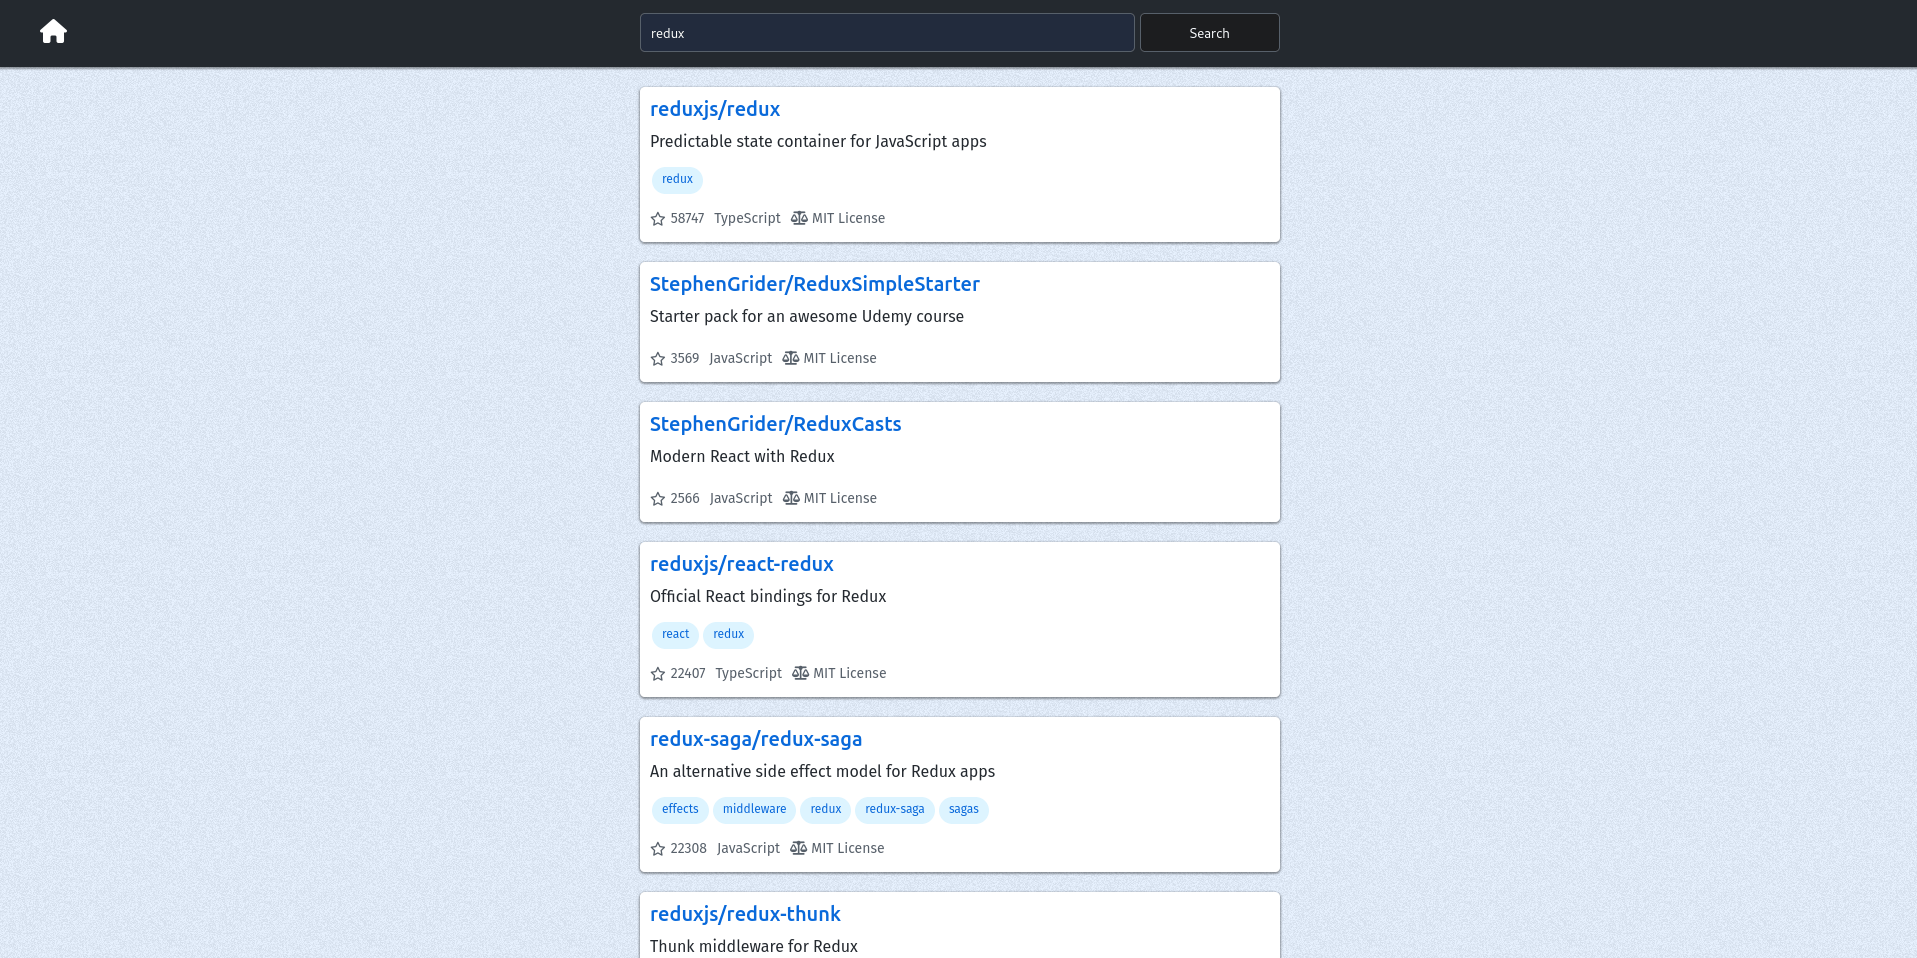 redux
Search
reduxjs/redux
Predictable state container for JavaScript apps
redux
58747 TypeScript MIT License
StephenGrider/ReduxSimpleStarter
Starter pack for an awesome Udemy course
3569 JavaScript MIT License
StephenGrider/ReduxCasts
Modern React with Redux
2566 JavaScript MIT License
reduxjs/react-redux
Official React bindings for Redux
react redux
22407 TypeScript MIT License
redux-saga/redux-saga
An alternative side effect model for Redux apps
effects middleware redux redux-saga sagas
22308 JavaScript MIT License
reduxjs/redux-thunk
Thunk middleware for Redux